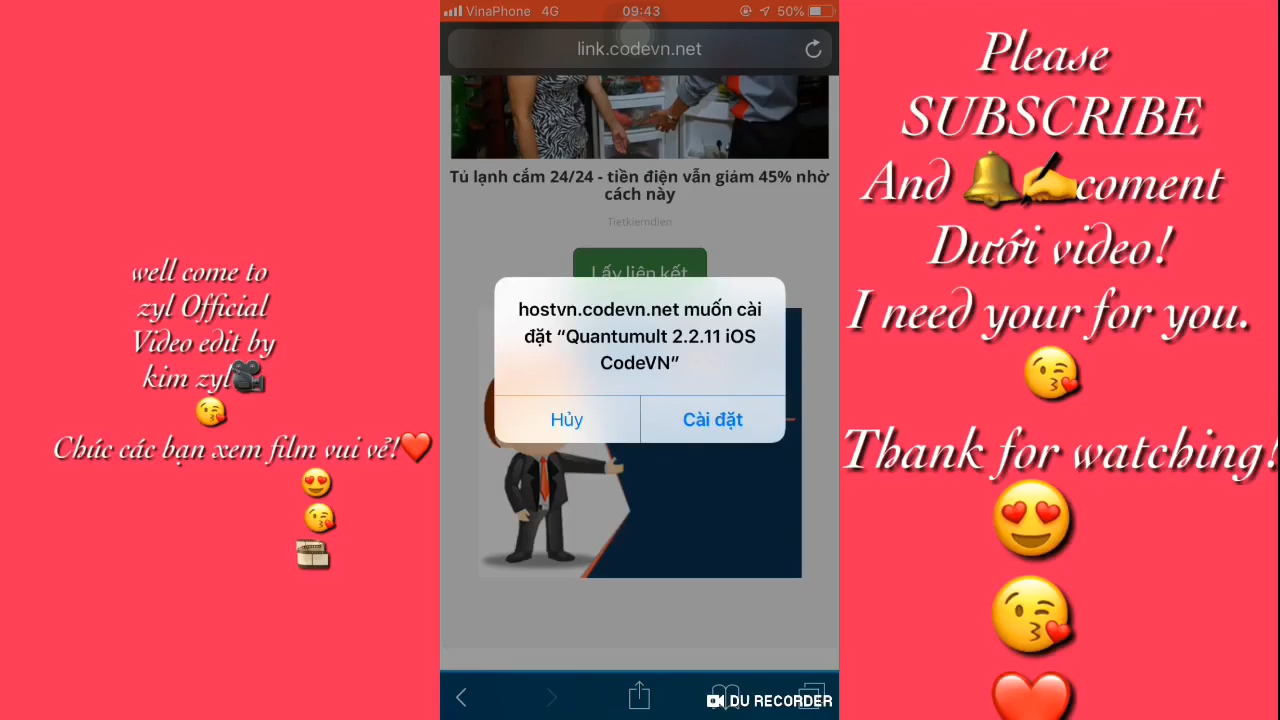 well come to
zyl Official
Video edit by
kim zyl🎥
😘
Chúc các bạn xem film vui vẻ!❤️
😍
😘
VinaPhone 4G 09:43 50%
link.codevn.net
Tủ lạnh cắm 24/24 - tiền điện vẫn giảm 45% nhờ
cách này
Tietkiemdien
Lấy liên kết
hostvn.codevn.net muốn cài
đặt “Quantumult 2.2.11 iOS
CodeVN”
Hủy Cài đặt
DU RECORDER
Please
SUBSCRIBE
And 🔔✍️coment
Dưới video!
I need your for you.
😘
Thank for watching!
😍
😘
❤️